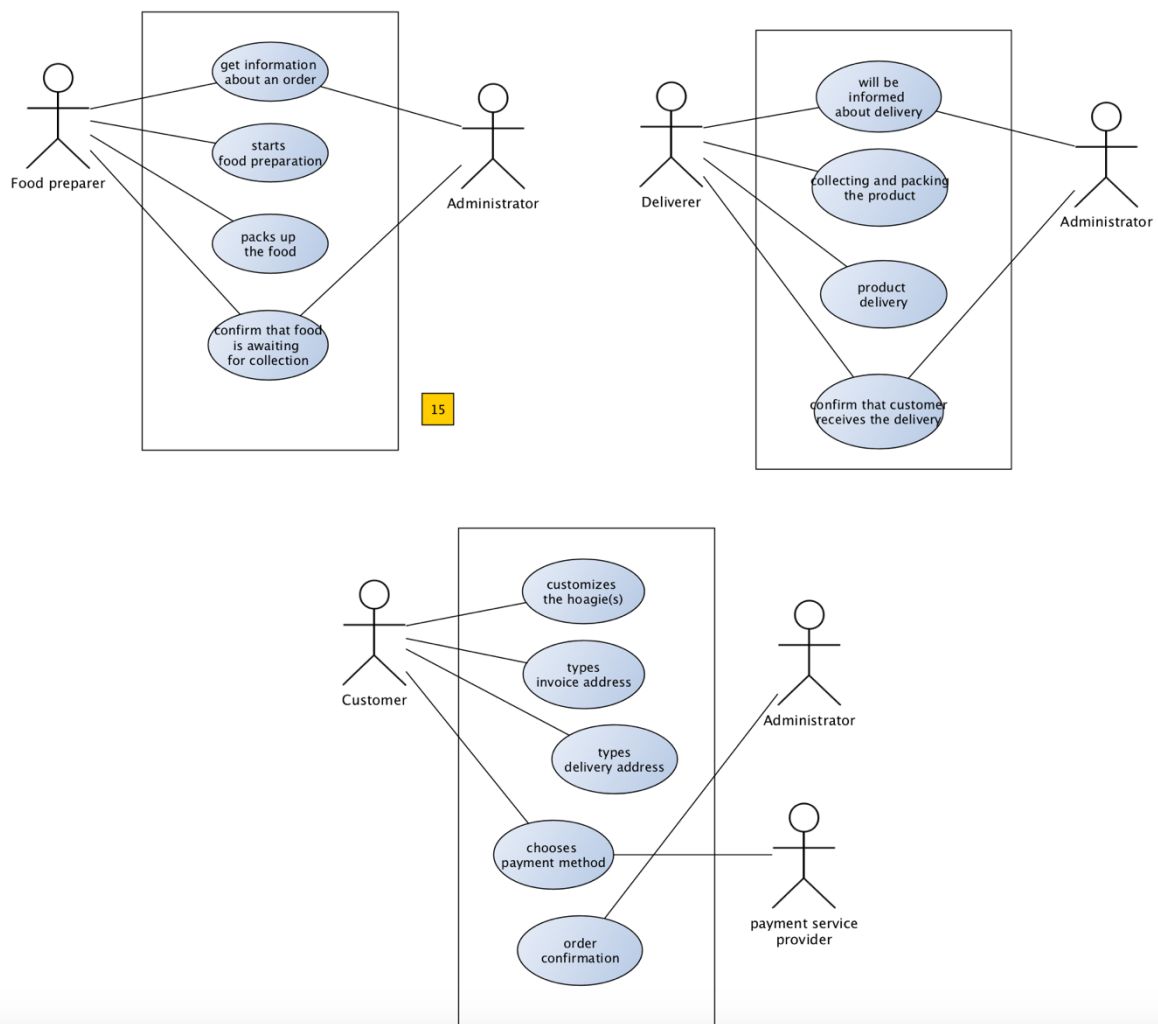 get information
about an order
starts
food preparation
packs up
the food
confirm that food
is awaiting
for collection
Food preparer
Administrator
15
will be
informed
about delivery
collecting and packing
the product
product
delivery
confirm that customer
receives the delivery
Deliverer
Administrator
customizes
the hoagie(s)
types
invoice address
types
delivery address
chooses
payment method
order
confirmation
Customer
Administrator
payment service
provider